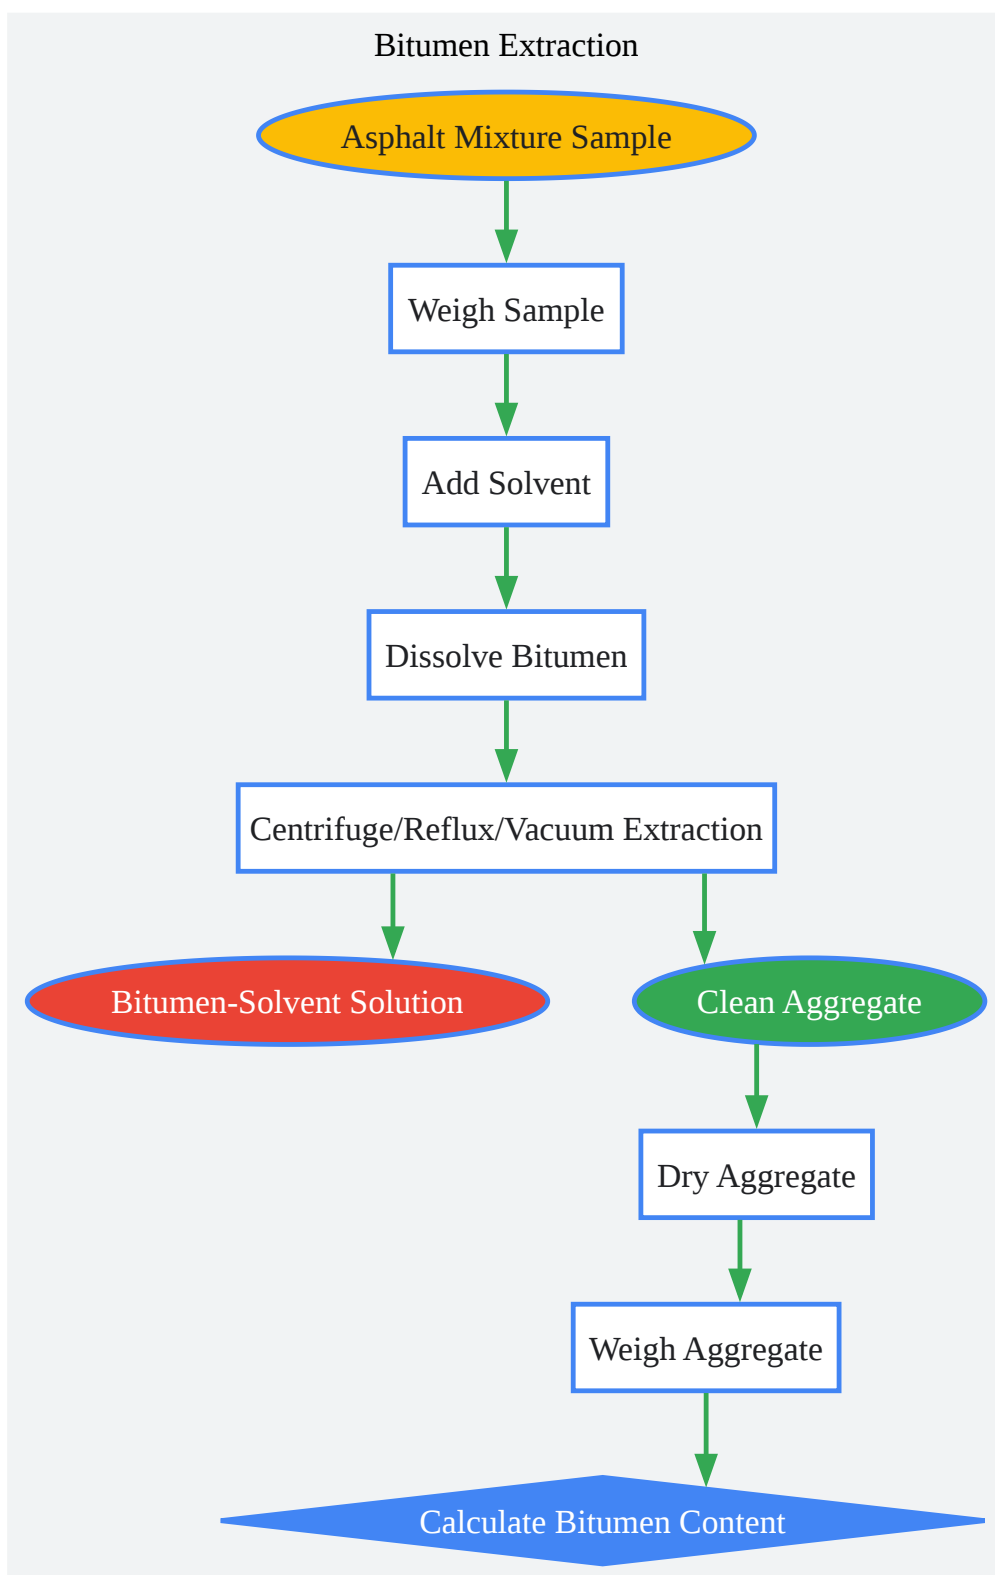 Bitumen Extraction
Asphalt Mixture Sample
Weigh Sample
Add Solvent
Dissolve Bitumen
Centrifuge/Reflux/Vacuum Extraction
Bitumen-Solvent Solution
Clean Aggregate
Dry Aggregate
Weigh Aggregate
Calculate Bitumen Content